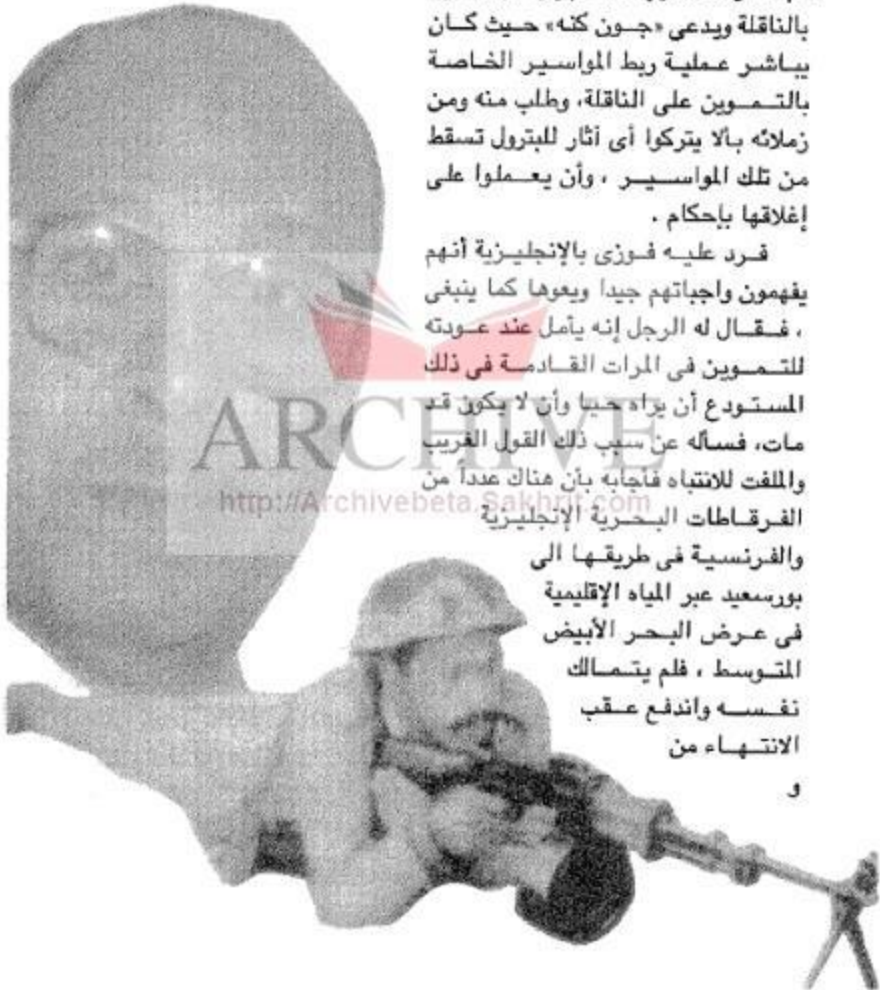 بالناقلة ويدعى «جون كنه» حيث كان
يباشر عملية ربط المواسير الخاصة
بالتموين على الناقلة، وطلب منه ومن
زملائه بألا يتركوا أى أثار للبترول تسقط
من تلك المواسير ، وأن يعملوا على
إغلاقها بإحكام .
فرد عليه فوزى بالإنجليزية أنهم
يفهمون واجباتهم جيدا ويعوها كما ينبغى
، فقال له الرجل إنه يأمل عند عودته
للتموين فى المرات القادمة فى ذلك
المستودع أن يراه حيا وأن لا يكون قد
مات، فسأله عن سبب ذلك القول الغريب
والملفت للانتباه فأجابه بأن هناك عددا من
الفرقاطات البحرية الإنجليزية
والفرنسية فى طريقها الى
بورسعيد عبر المياه الإقليمية
فى عرض البحر الأبيض
المتوسط ، فلم يتمالك
نفسه واندفع عقب
الانتهاء من
و
ARCHIVE
http://Archivebeta.Sakhrit.com